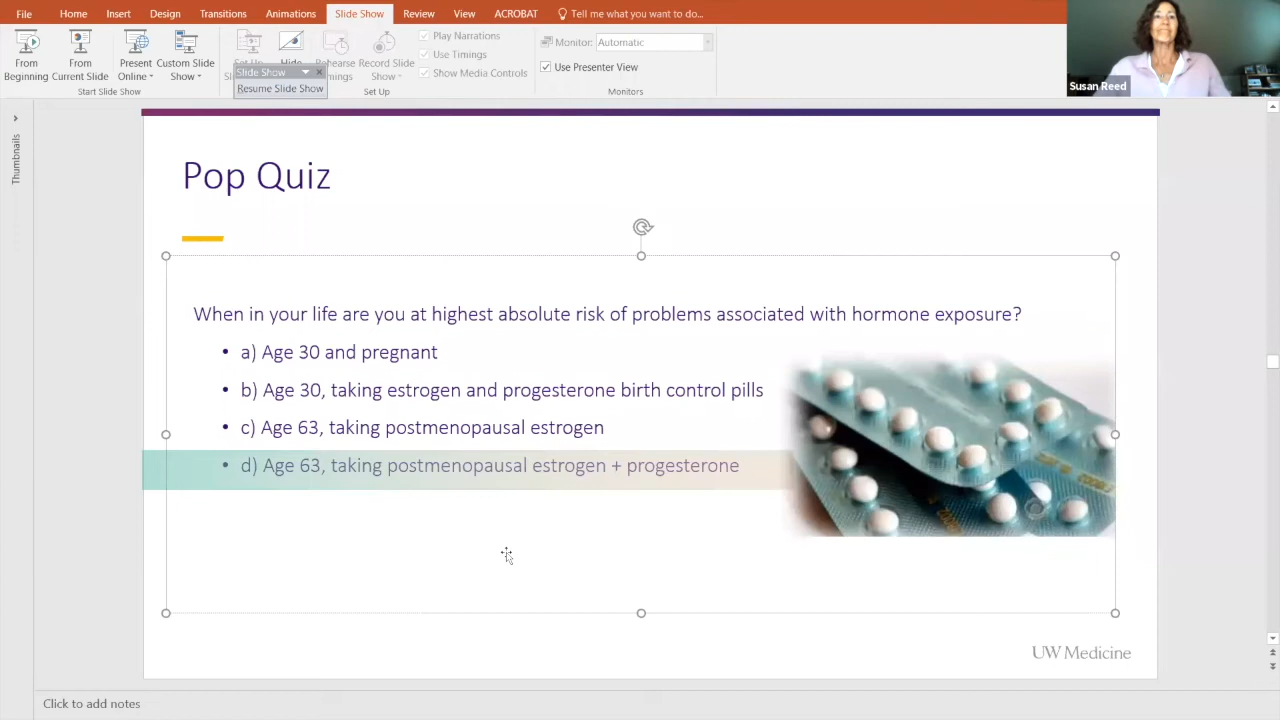 File Home Insert Design Transitions Animations Slide Show Review View ACROBAT Tell me what you want to do...
From Beginning
From Current Slide
Present Online
Custom Slide Show
Start Slide Show
Hide
Record Slide Show
Set Up
Slide Show
Resume Slide Show
Play Narrations
Use Timings
Show Media Controls
Monitor: Automatic
Use Presenter View
Monitors
Susan Reed
Thumbnails
Pop Quiz
When in your life are you at highest absolute risk of problems associated with hormone exposure?
• a) Age 30 and pregnant
• b) Age 30, taking estrogen and progesterone birth control pills
• c) Age 63, taking postmenopausal estrogen
• d) Age 63, taking postmenopausal estrogen + progesterone
UW Medicine
Click to add notes